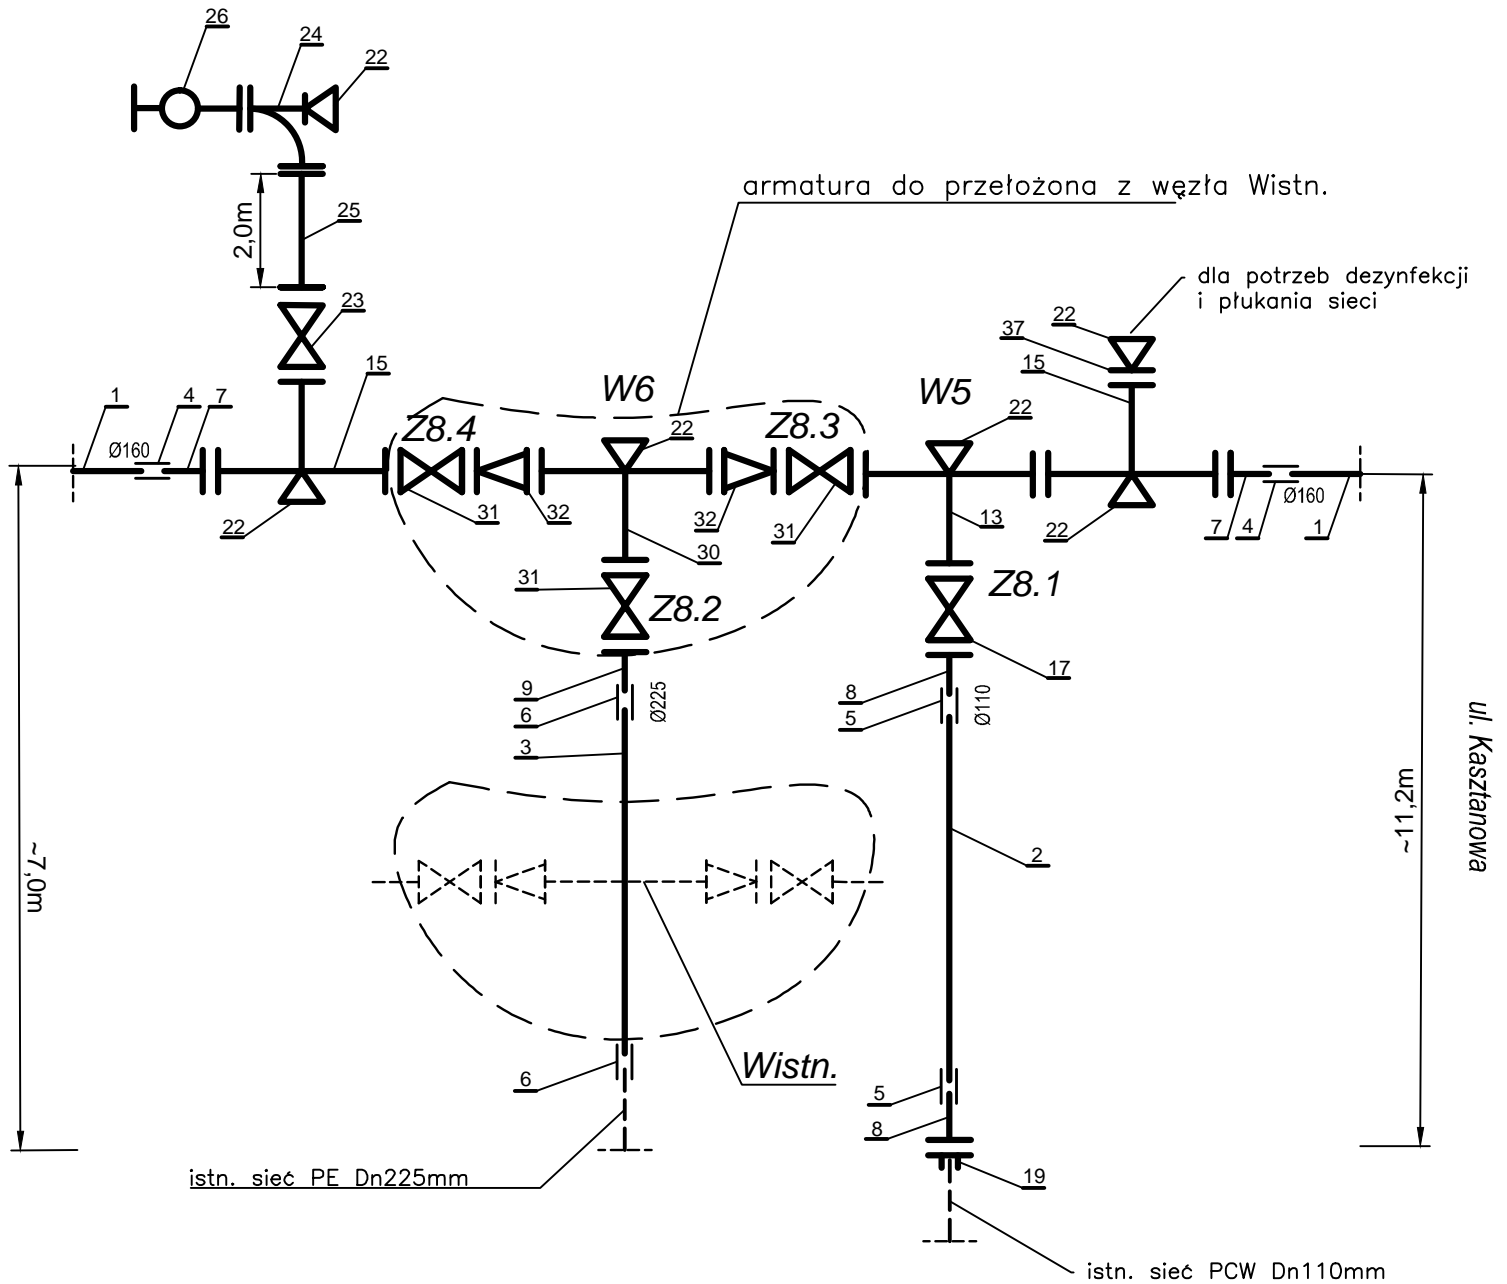 26
24
22
armatura do przełożona z węzła Wistn.
25
2,0m
dla potrzeb dezynfekcji
i płukania sieci
23
22
37
15
15
W6
W5
1
4
7
22
22
Z8.4
Z8.3
Ø160
Ø160
31
32
32
31
13
22
22
7
4
1
30
31
Z8.2
Z8.1
17
9
8
6
5
Ø225
Ø110
3
ul. Kasztanowa
~11,2m
~7,0m
2
Wistn.
6
5
8
19
istn. sieć PE Dn225mm
istn. sieć PCW Dn110mm